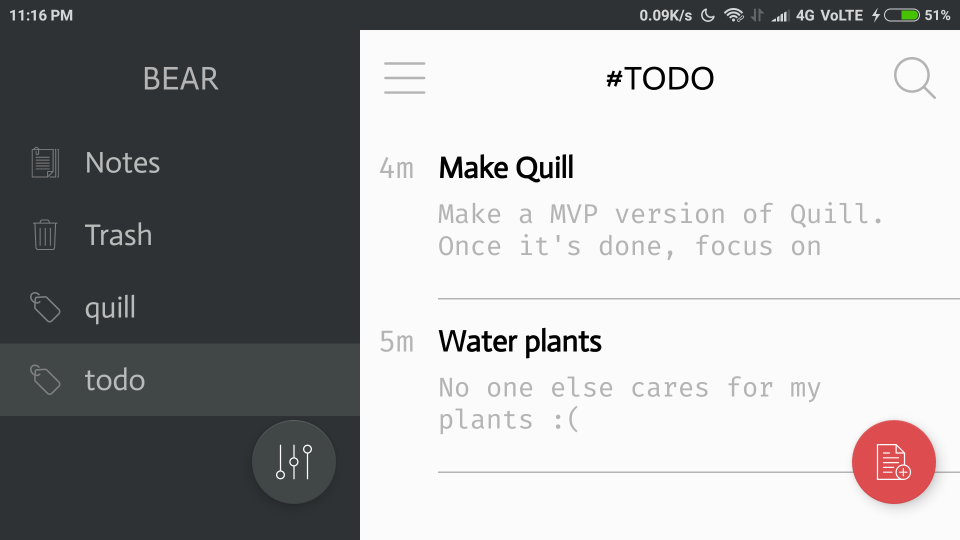 11:16 PM
0.09K/s 4G VoLTE 51%
BEAR
Notes
Trash
quill
todo
#TODO
4m Make Quill
Make a MVP version of Quill.
Once it's done, focus on
5m Water plants
No one else cares for my
plants :(